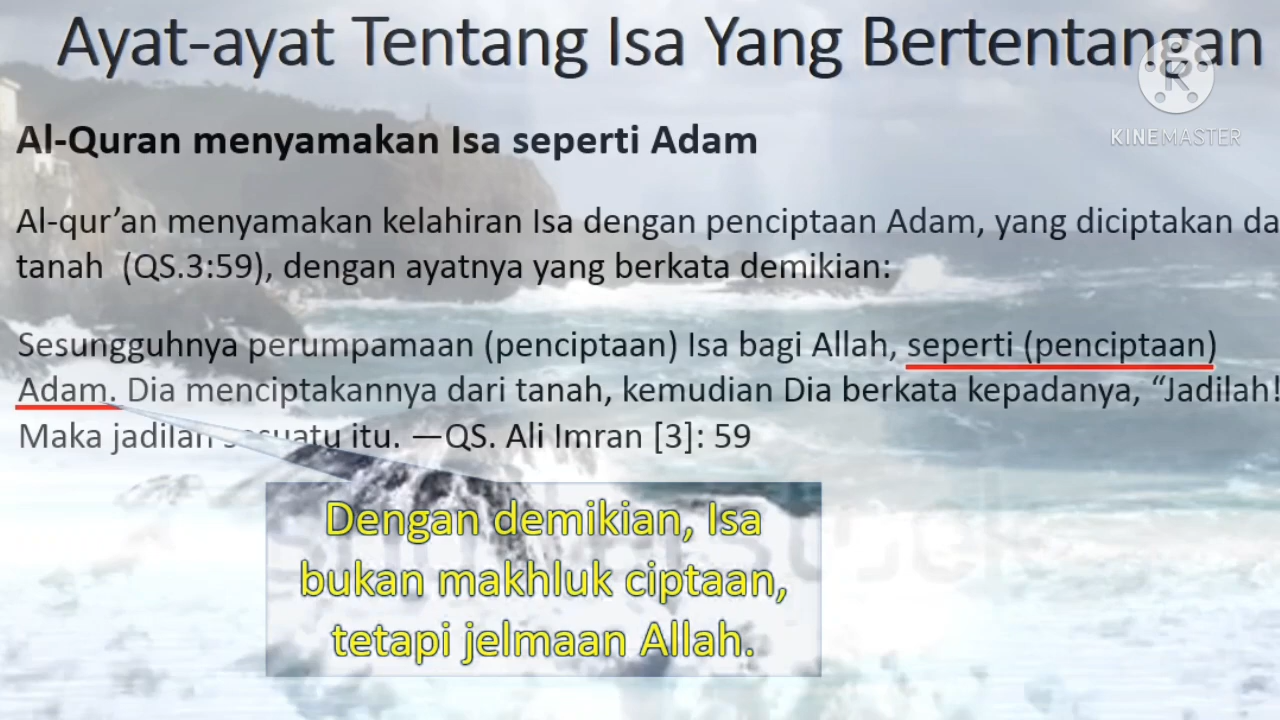 Ayat-ayat Tentang Isa Yang Bertentangan
KINEMASTER
Al-Quran menyamakan Isa seperti Adam
Al-qur’an menyamakan kelahiran Isa dengan penciptaan Adam, yang diciptakan da
tanah (QS.3:59), dengan ayatnya yang berkata demikian:
Sesungguhnya perumpamaan (penciptaan) Isa bagi Allah, seperti (penciptaan)
Adam. Dia menciptakannya dari tanah, kemudian Dia berkata kepadanya, “Jadilah!
Maka jadilah sesuatu itu. —QS. Ali Imran [3]: 59
Dengan demikian, Isa
bukan makhluk ciptaan,
tetapi jelmaan Allah.